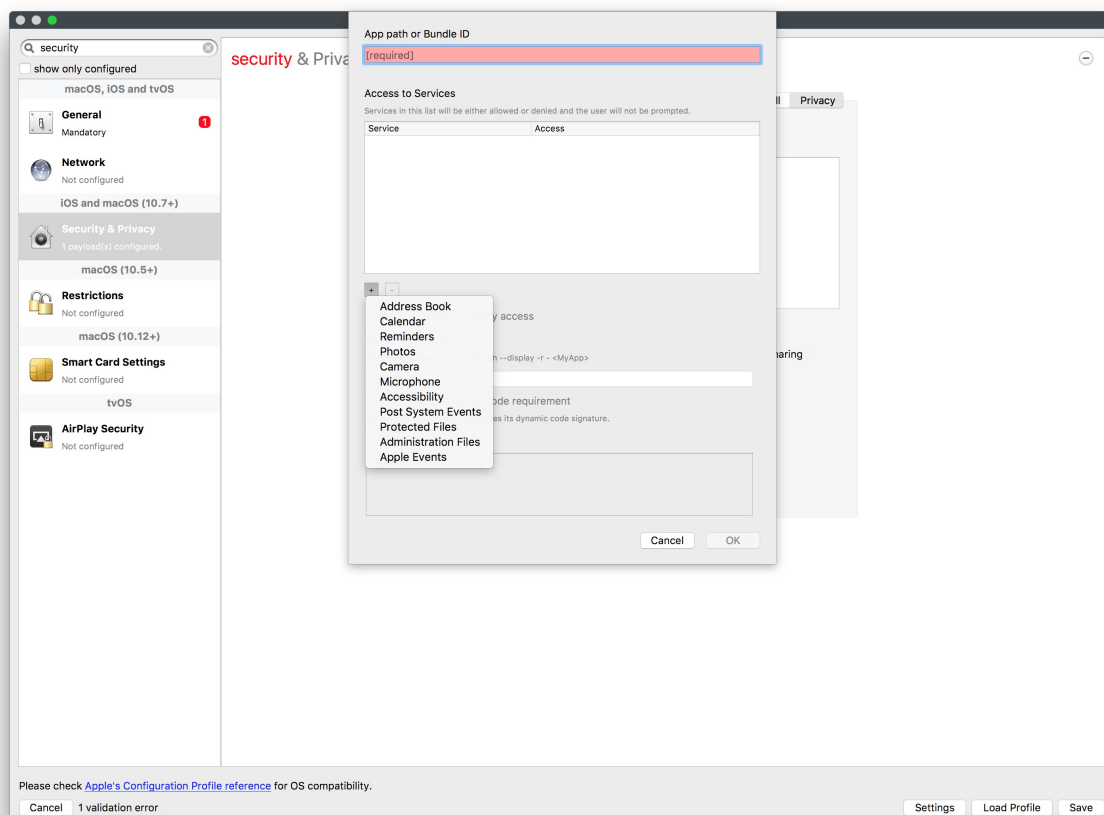 security
show only configured
macOS, iOS and tvOS
General
Mandatory
1
Network
Not configured
iOS and macOS (10.7+)
Security & Privacy
1 payload(s) configured.
macOS (10.5+)
Restrictions
Not configured
macOS (10.12+)
Smart Card Settings
Not configured
tvOS
AirPlay Security
Not configured
security & Priva
Privacy
haring
App path or Bundle ID
[required]
Access to Services
Services in this list will be either allowed or denied and the user will not be prompted.
Service Access
+ -
Address Book
Calendar
Reminders
Photos
Camera
Microphone
Accessibility
Post System Events
Protected Files
Administration Files
Apple Events
y access
n --display -r - <MyApp>
ode requirement
es its dynamic code signature.
Cancel OK
Please check Apple's Configuration Profile reference for OS compatibility.
Cancel 1 validation error Settings Load Profile Save